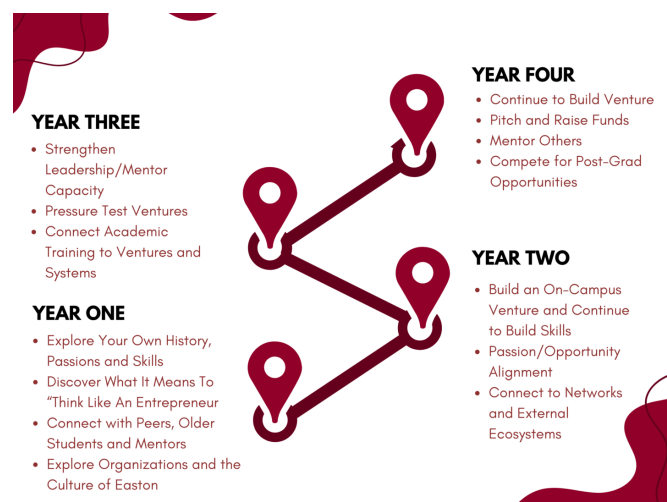 YEAR FOUR
• Continue to Build Venture
• Pitch and Raise Funds
• Mentor Others
• Compete for Post-Grad
Opportunities
YEAR THREE
• Strengthen
Leadership/Mentor
Capacity
• Pressure Test Ventures
• Connect Academic
Training to Ventures and
Systems
YEAR TWO
• Build an On-Campus
Venture and Continue
to Build Skills
• Passion/Opportunity
Alignment
• Connect to Networks
and External
Ecosystems
YEAR ONE
• Explore Your Own History,
Passions and Skills
• Discover What It Means To
“Think Like An Entrepreneur
• Connect with Peers, Older
Students and Mentors
• Explore Organizations and the
Culture of Easton